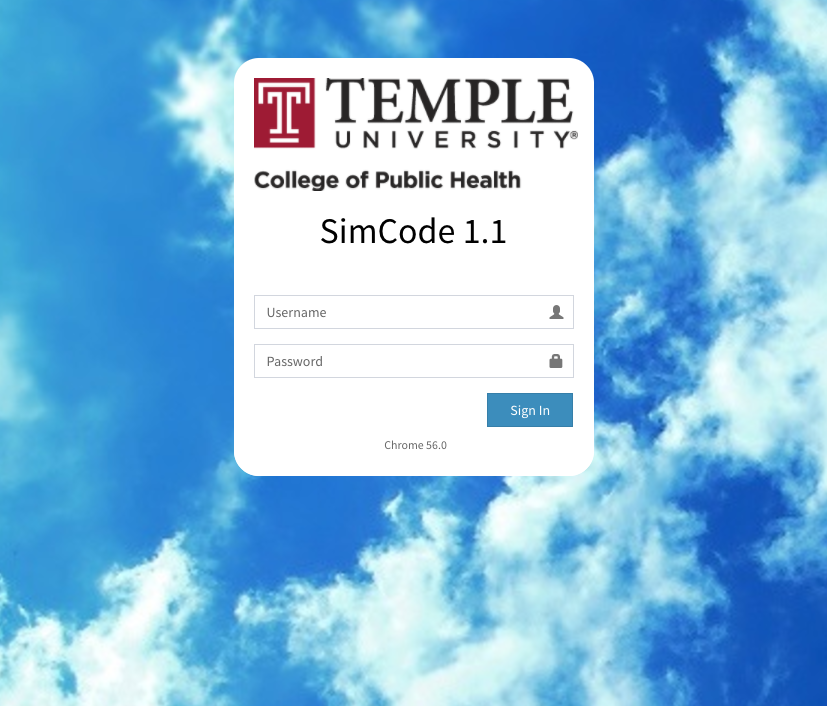 TEMPLE
UNIVERSITY®
College of Public Health
SimCode 1.1
Username
Password
Sign In
Chrome 56.0